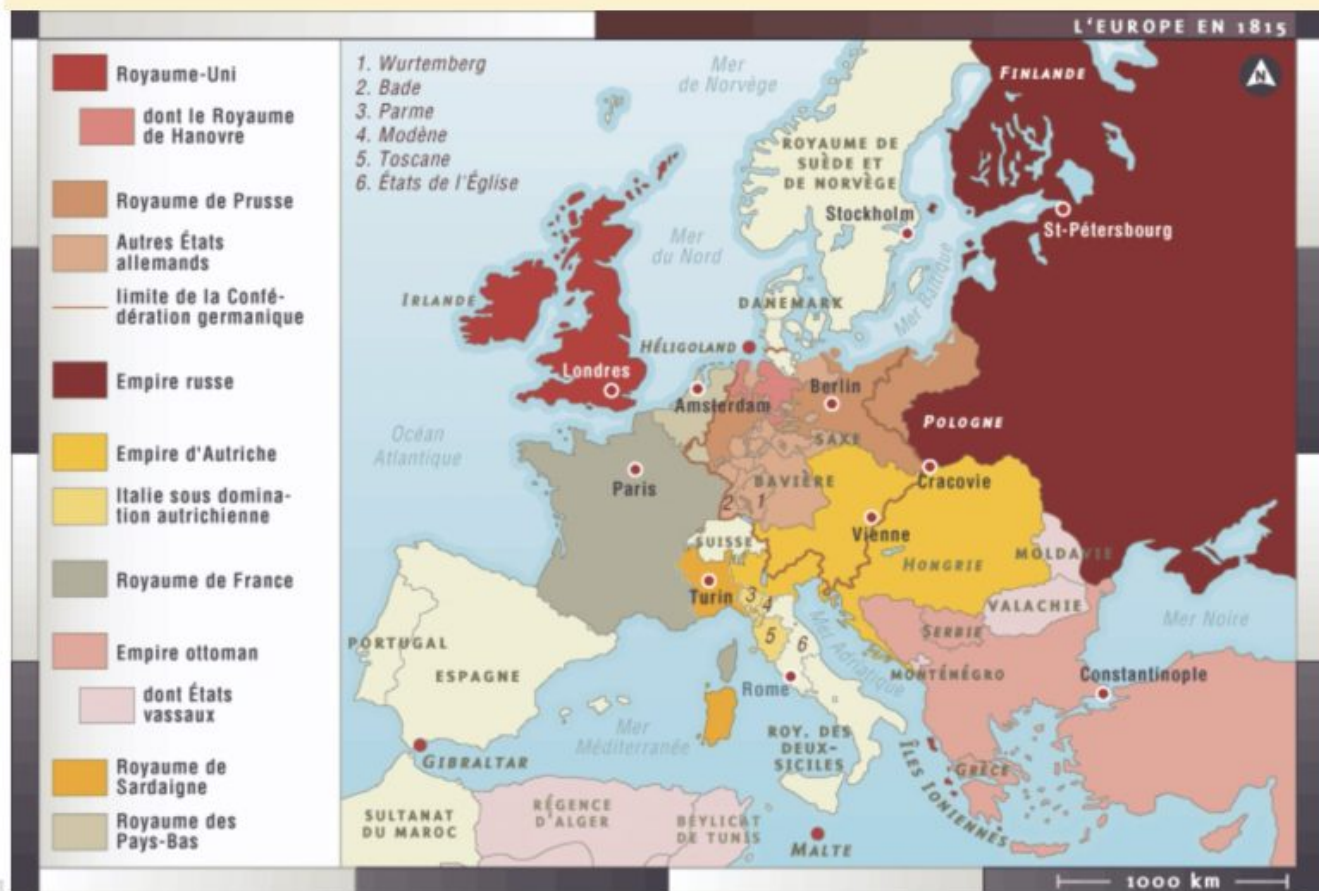 L'EUROPE EN 1815
Royaume-Uni
dont le Royaume
de Hanovre
Royaume de Prusse
Autres États
allemands
limite de la Confé-
dération germanique
Empire russe
Empire d'Autriche
Italie sous domina-
tion autrichienne
Royaume de France
Empire ottoman
dont États
vassaux
Royaume de
Sardaigne
Royaume des
Pays-Bas
1. Wurtemberg
2. Bade
3. Parme
4. Modène
5. Toscane
6. États de l'Église
Mer
de Norvège
FINLANDE
N
ROYAUME DE
SUÈDE ET
DE NORVÈGE
Stockholm
St-Pétersbourg
Mer
du Nord
Mer Baltique
IRLANDE
DANEMARK
HÉLIGOLAND
Londres
Amsterdam
Berlin
Océan
Atlantique
POLOGNE
SAXE
Paris
BAVIÈRE
Cracovie
2
1
Vienne
SUISSE
HONGRIE
MOLDAVIE
Turin
3
4
VALACHIE
Mer Noire
5
6
SERBIE
Mer Adriatique
PORTUGAL
ESPAGNE
MONTÉNÉGRO
Constantinople
Rome
Mer
Méditerranée
ROY. DES
DEUX-
SICILES
GIBRALTAR
ÎLES IONIENNES
GRÈCE
SULTANAT
DU MAROC
RÉGENCE
D'ALGER
BEYLICAT
DE TUNIS
MALTE
1000 km